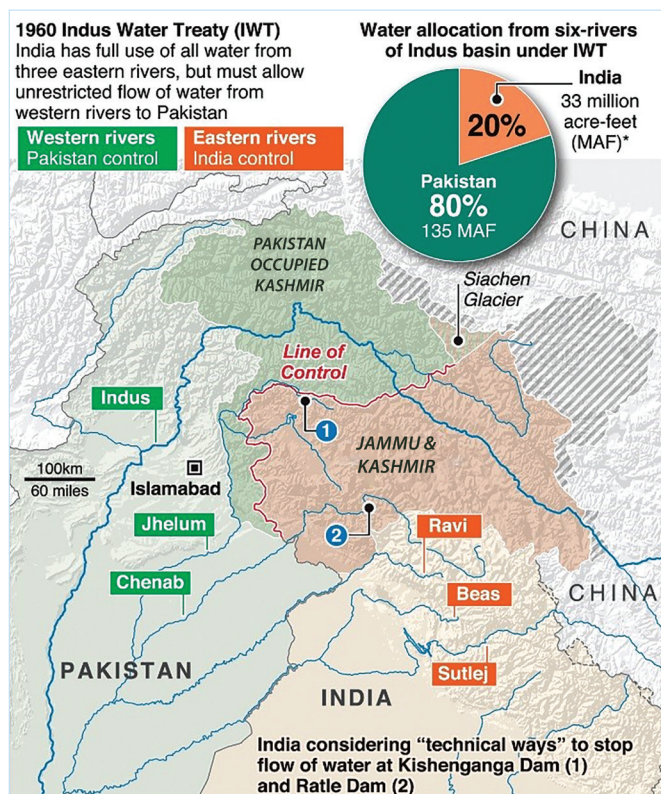 1960 Indus Water Treaty (IWT)
India has full use of all water from
three eastern rivers, but must allow
unrestricted flow of water from
western rivers to Pakistan
Western rivers
Pakistan control
Eastern rivers
India control
Water allocation from six-rivers
of Indus basin under IWT
India
33 million
acre-feet
(MAF)*
20%
Pakistan
80%
135 MAF
CHINA
PAKISTAN
OCCUPIED
KASHMIR
Siachen
Glacier
Line of
Control
Indus
1
JAMMU &
KASHMIR
100km
60 miles
Islamabad
Jhelum
2
Ravi
Chenab
Beas
CHINA
PAKISTAN
Sutlej
INDIA
India considering “technical ways” to stop
flow of water at Kishenganga Dam (1)
and Ratle Dam (2)